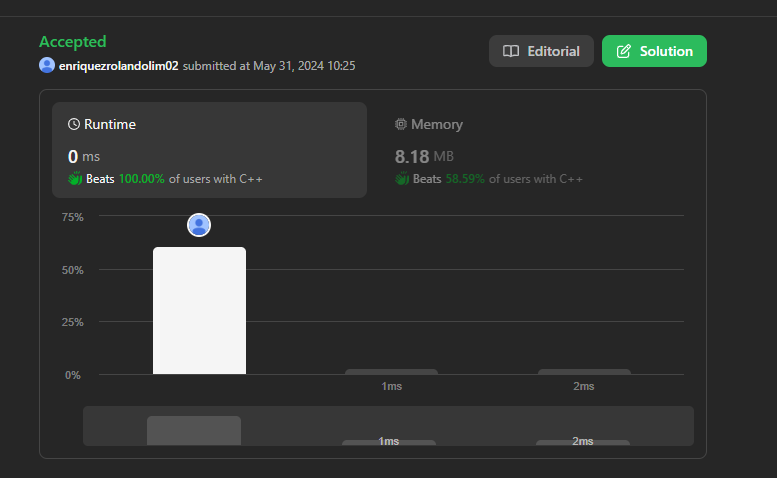 Accepted
enriquezrolandolim02 submitted at May 31, 2024 10:25
Editorial
Solution
Runtime
0 ms
Beats 100.00% of users with C++
Memory
8.18 MB
Beats 58.59% of users with C++
75%
50%
25%
0%
1ms
2ms
1ms
2ms